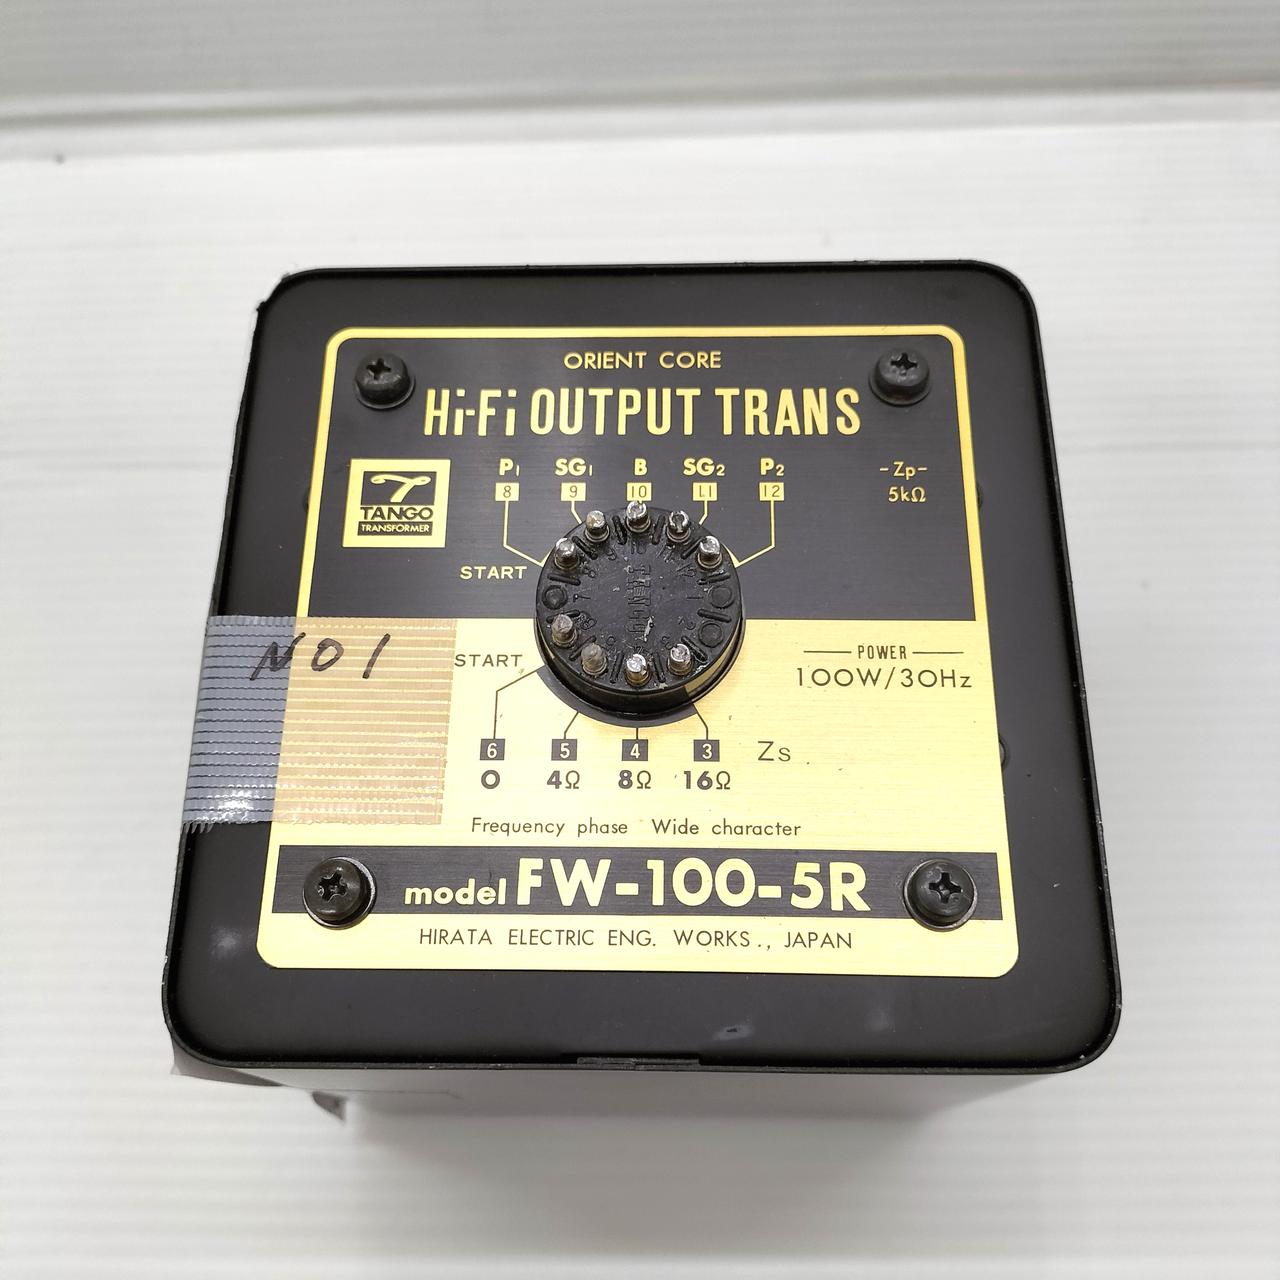 ORIENT CORE
Hi-Fi OUTPUT TRANS
P1 SG1 B SG2 P2
8 9 10 11 12
-Zp-
5kΩ
TANGO
TRANSFORMER
START
NO1
START
POWER
100W/30Hz
6 5 4 3 Zs
0 4Ω 8Ω 16Ω
Frequency phase Wide character
model FW-100-5R
HIRATA ELECTRIC ENG. WORKS., JAPAN